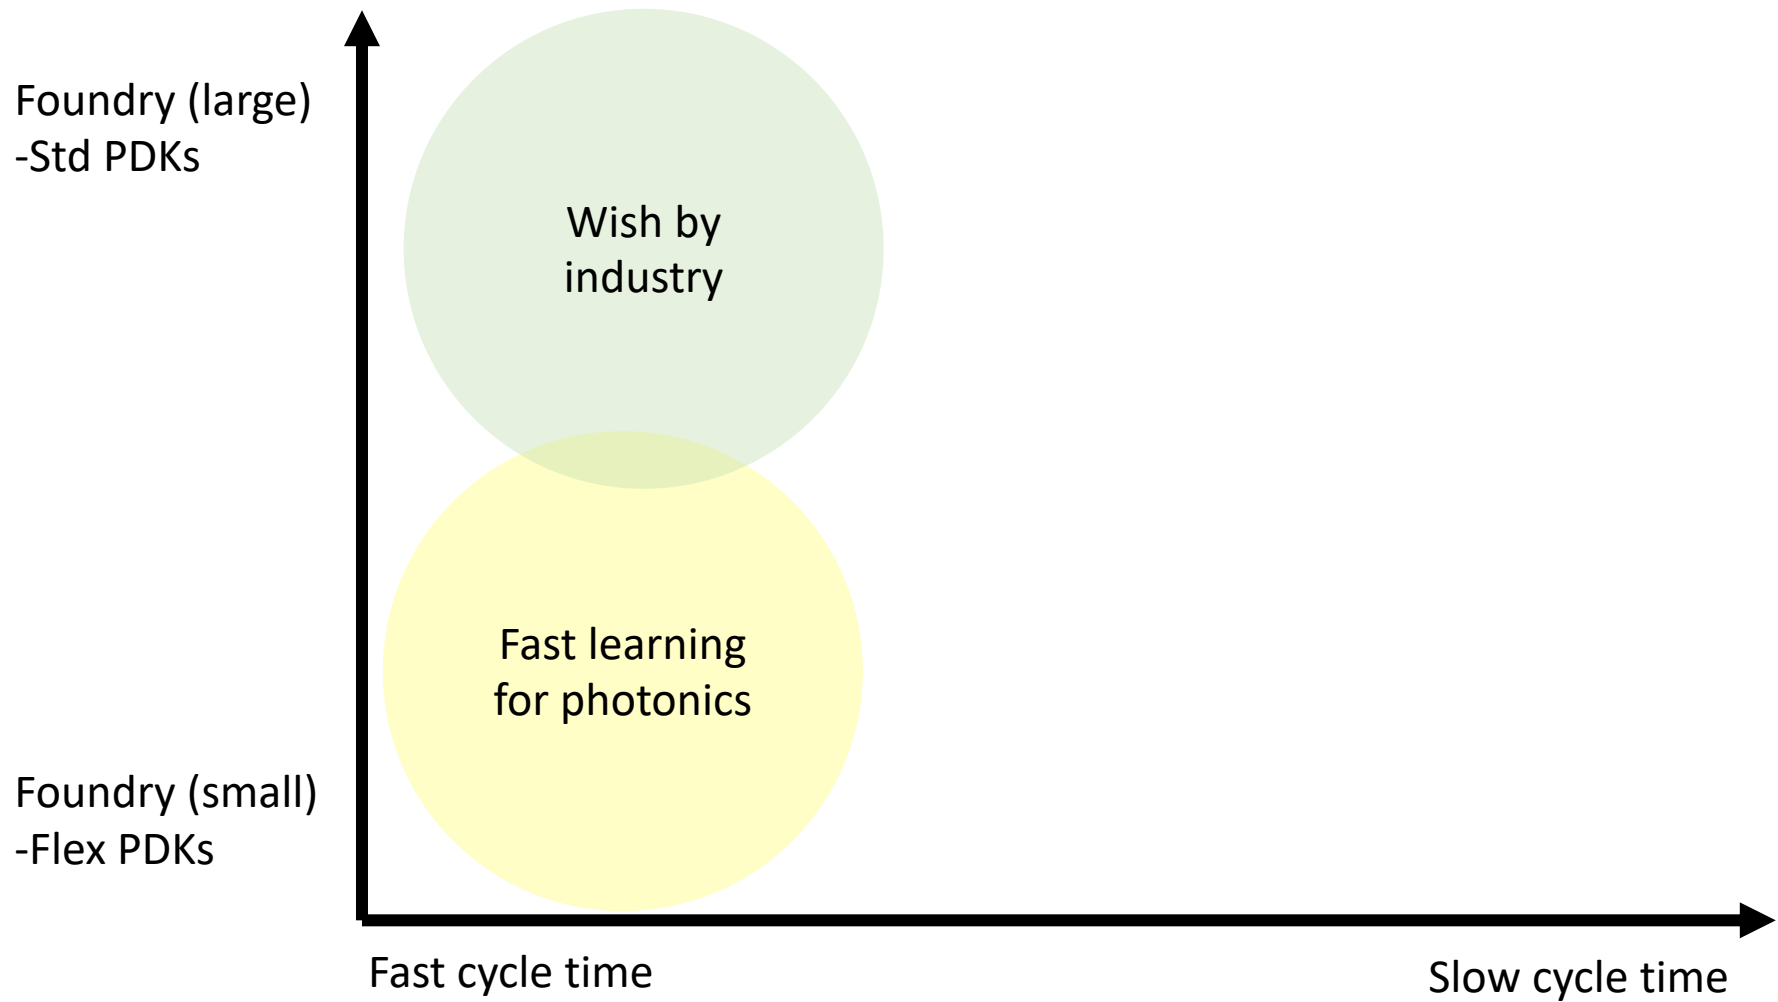 Foundry (large)
-Std PDKs
Wish by
industry
Fast learning
for photonics
Foundry (small)
-Flex PDKs
Fast cycle time
Slow cycle time